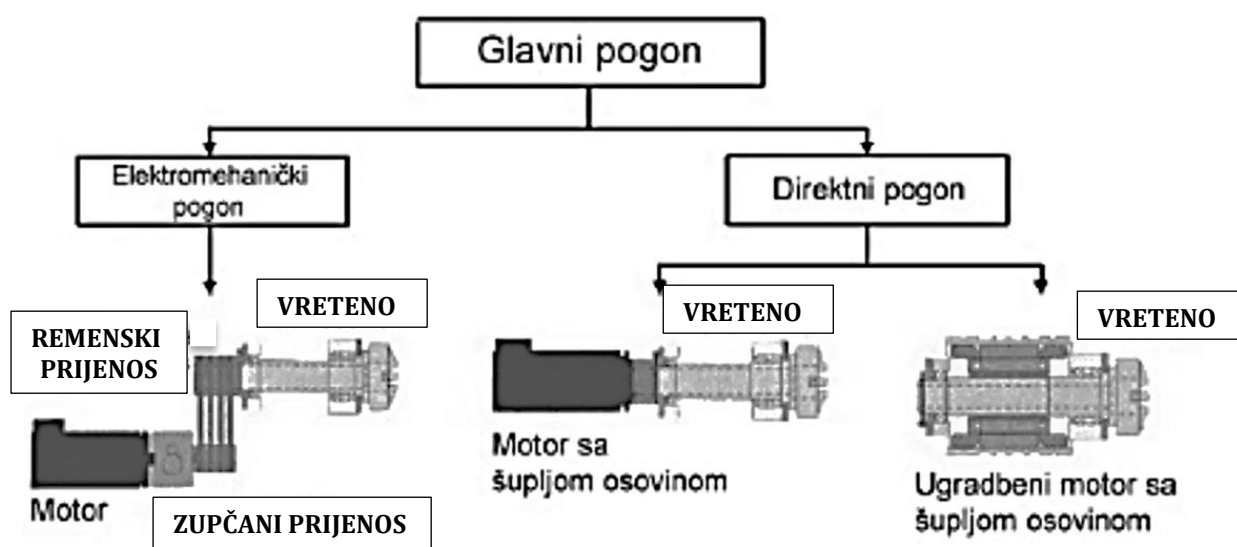 Glavni pogon
Elektromehanički
pogon
Direktni pogon
VRETENO
REMENSKI
PRIJENOS
Motor
ZUPČANI PRIJENOS
VRETENO
Motor sa
šupljom osovinom
VRETENO
Ugradbeni motor sa
šupljom osovinom